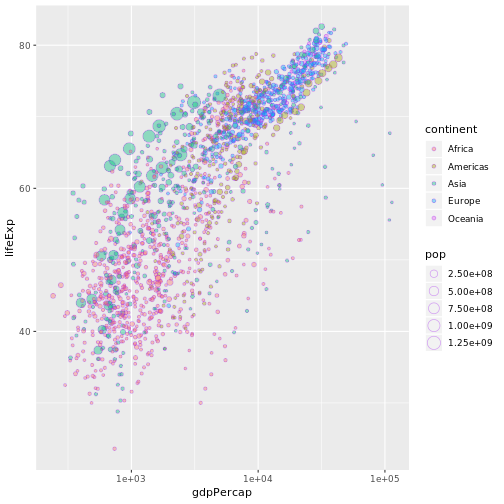 80
60
40
lifeExp
1e+03
1e+04
1e+05
gdpPercap
continent
Africa
Americas
Asia
Europe
Oceania
pop
2.50e+08
5.00e+08
7.50e+08
1.00e+09
1.25e+09